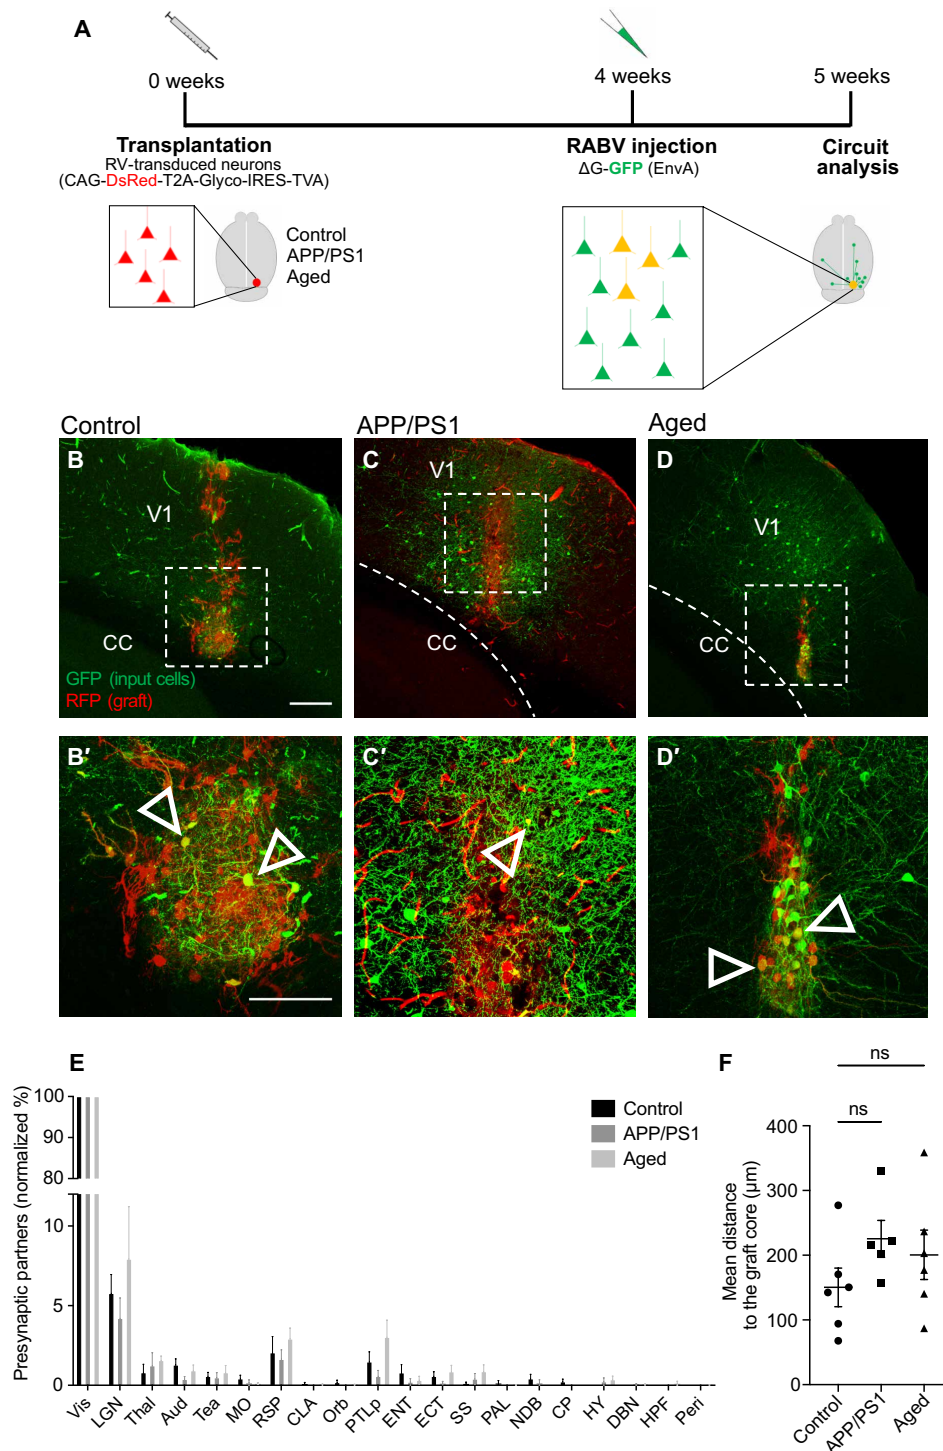 A
0 weeks
4 weeks
5 weeks
Transplantation
RV-transduced neurons
(CAG-DsRed-T2A-Glyco-IRES-TVA)
RABV injection
ΔG-GFP (EnvA)
Circuit
analysis
Control
APP/PS1
Aged
Control
APP/PS1
Aged
B
V1
CC
GFP (input cells)
RFP (graft)
C
V1
CC
D
V1
CC
B′
C′
D′
E
Presynaptic partners (normalized %)
100
90
80
10
5
0
Control
APP/PS1
Aged
Vis
LGN
Thal
Aud
Tea
MO
RSP
CLA
Orb
PTLp
ENT
ECT
SS
PAL
NDB
CP
HY
DBN
HPF
Peri
F
ns
ns
Mean distance
to the graft core (μm)
400
300
200
100
0
Control
APP/PS1
Aged